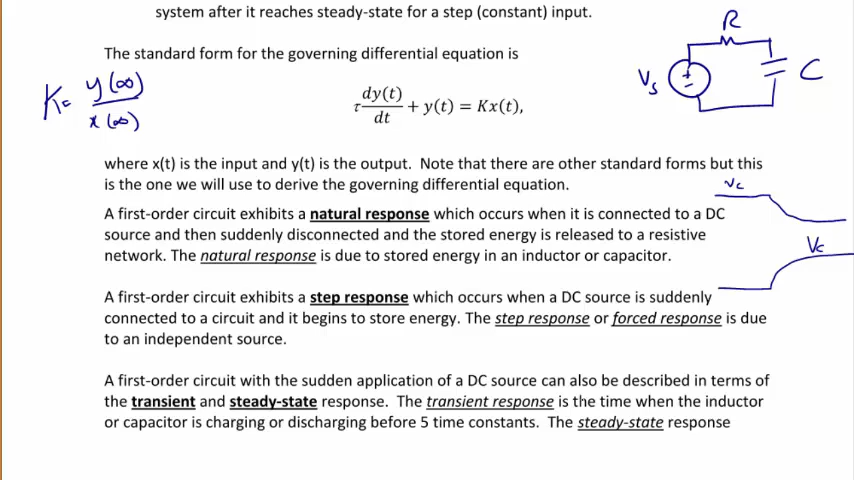 system after it reaches steady-state for a step (constant) input.
R
The standard form for the governing differential equation is
K = y(∞) / x(∞)
τ dy(t)/dt + y(t) = Kx(t),
Vs
+
-
C
where x(t) is the input and y(t) is the output.  Note that there are other standard forms but this
is the one we will use to derive the governing differential equation.
Vc
A first-order circuit exhibits a natural response which occurs when it is connected to a DC
source and then suddenly disconnected and the stored energy is released to a resistive
network. The natural response is due to stored energy in an inductor or capacitor.
Vc
A first-order circuit exhibits a step response which occurs when a DC source is suddenly
connected to a circuit and it begins to store energy. The step response or forced response is due
to an independent source.
A first-order circuit with the sudden application of a DC source can also be described in terms of
the transient and steady-state response.  The transient response is the time when the inductor
or capacitor is charging or discharging before 5 time constants.  The steady-state response